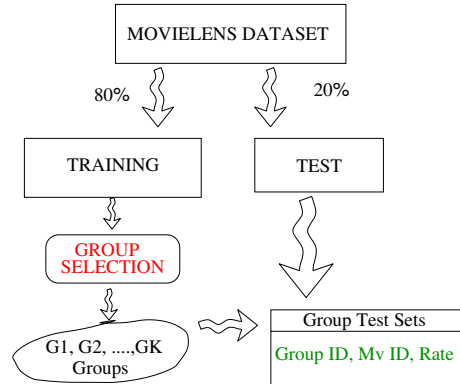 MOVIELENS DATASET
80%
20%
TRAINING
TEST
GROUP
SELECTION
G1, G2, ....,GK
Groups
Group Test Sets
Group ID, Mv ID, Rate